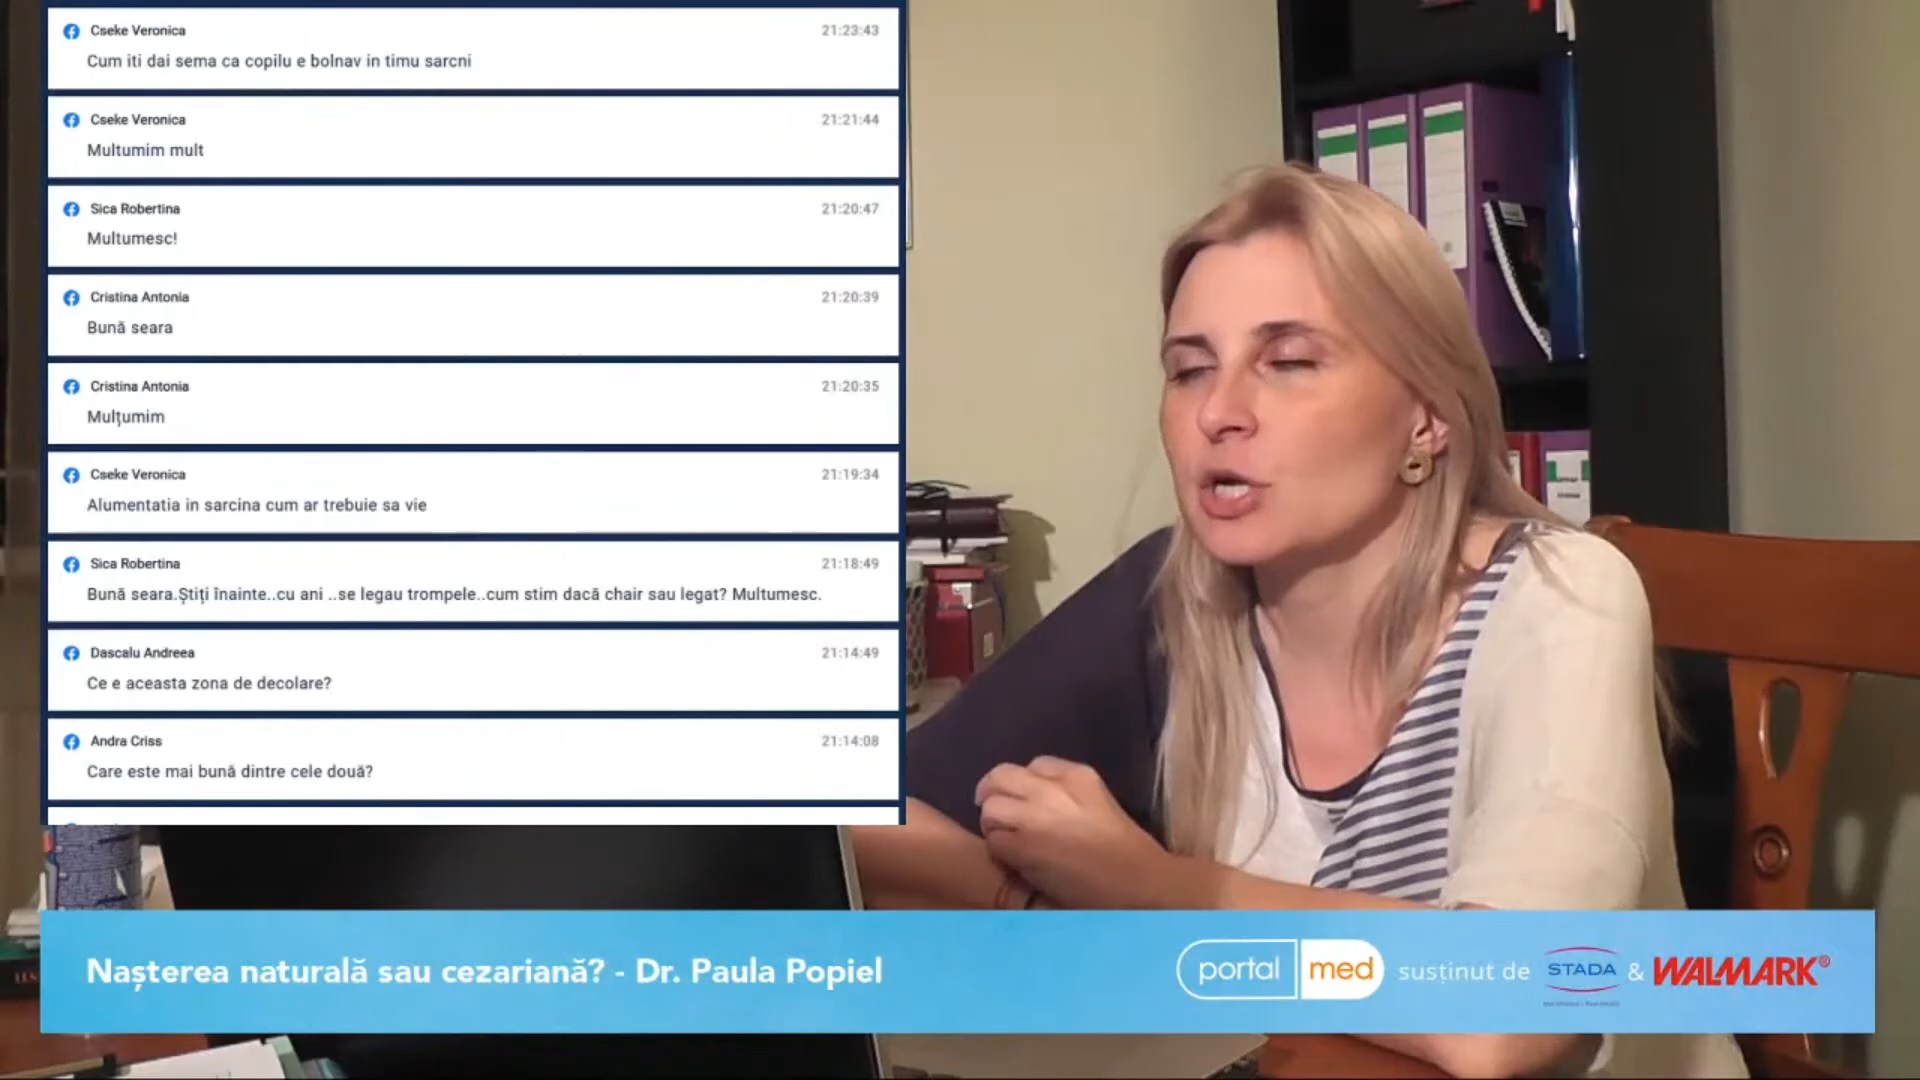 Cseke Veronica 21:23:43
Cum iti dai sema ca copilu e bolnav in timu sarcni
Cseke Veronica 21:21:44
Multumim mult
Sica Robertina 21:20:47
Multumesc!
Cristina Antonia 21:20:39
Bună seara
Cristina Antonia 21:20:35
Mulțumim
Cseke Veronica 21:19:34
Alumentatia in sarcina cum ar trebuie sa vie
Sica Robertina 21:18:49
Bună seara.Știți înainte..cu ani ..se legau trompele..cum stim dacă chair sau legat? Multumesc.
Dascalu Andreea 21:14:49
Ce e aceasta zona de decolare?
Andra Criss 21:14:08
Care este mai bună dintre cele două?
Nașterea naturală sau cezariană? - Dr. Paula Popiel
portal med susținut de STADA & WALMARK®